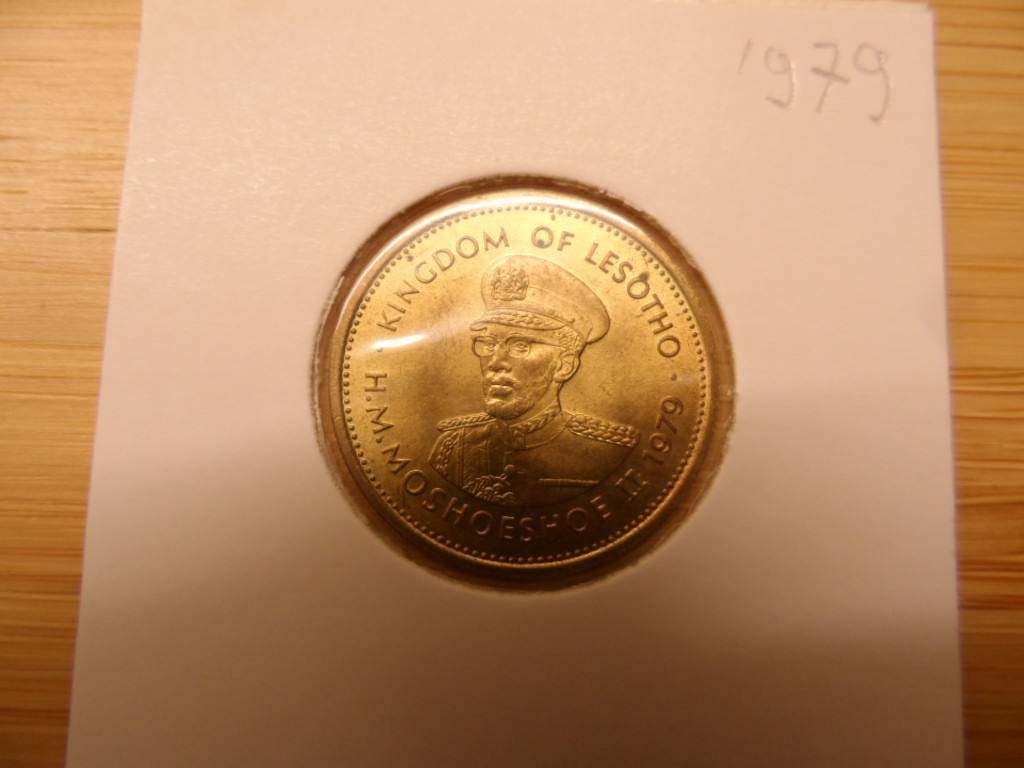 1979
KINGDOM OF LESOTHO
H.M. MOSHOESHOE II 1979